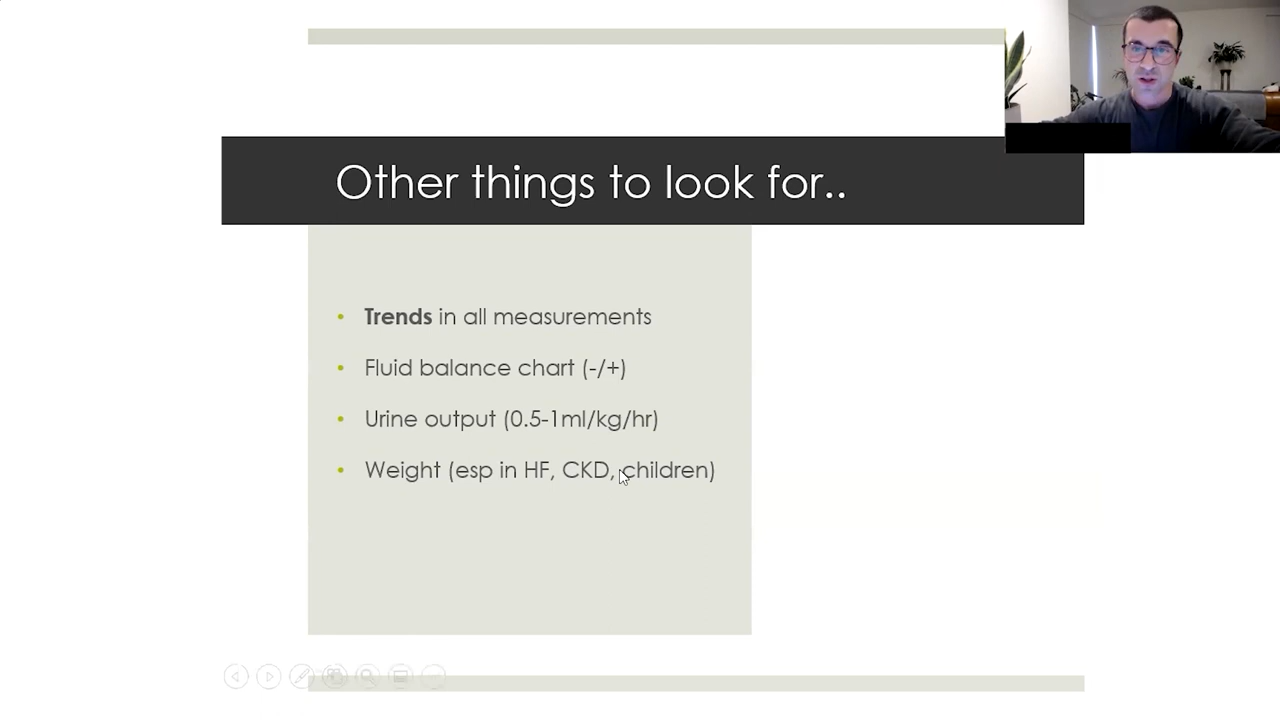 Other things to look for..
• Trends in all measurements
• Fluid balance chart (-/+)
• Urine output (0.5-1ml/kg/hr)
• Weight (esp in HF, CKD, children)